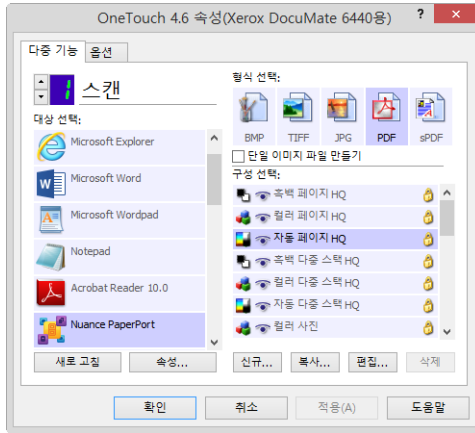 OneTouch 4.6 속성(Xerox DocuMate 6440용)
?
×
다중 기능
옵션
1
스캔
대상 선택:
Microsoft Explorer
Microsoft Word
Microsoft Wordpad
Notepad
Acrobat Reader 10.0
Nuance PaperPort
새로 고침
속성...
형식 선택:
BMP TIFF JPG PDF sPDF
단일 이미지 파일 만들기
구성 선택:
흑백 페이지 HQ
컬러 페이지 HQ
자동 페이지 HQ
흑백 다중 스택 HQ
컬러 다중 스택 HQ
자동 다중 스택 HQ
컬러 사진
신규... 복사... 편집... 삭제
확인 취소 적용(A) 도움말